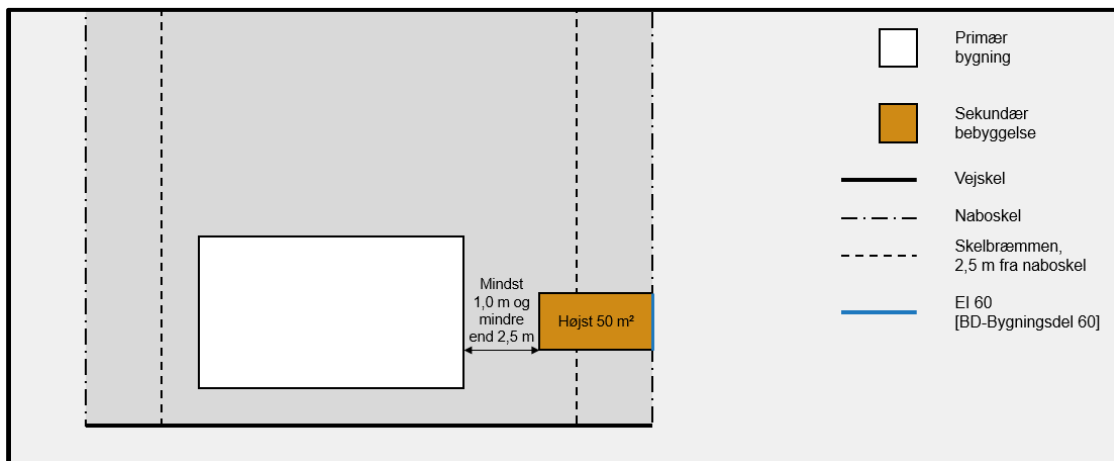 Mindst
1,0 m og
mindre
end 2,5 m
Højst 50 m²
Primær
bygning
Sekundær
bebyggelse
Vejskel
Naboskel
Skelbræmmen,
2,5 m fra naboskel
EI 60
[BD-Bygningsdel 60]